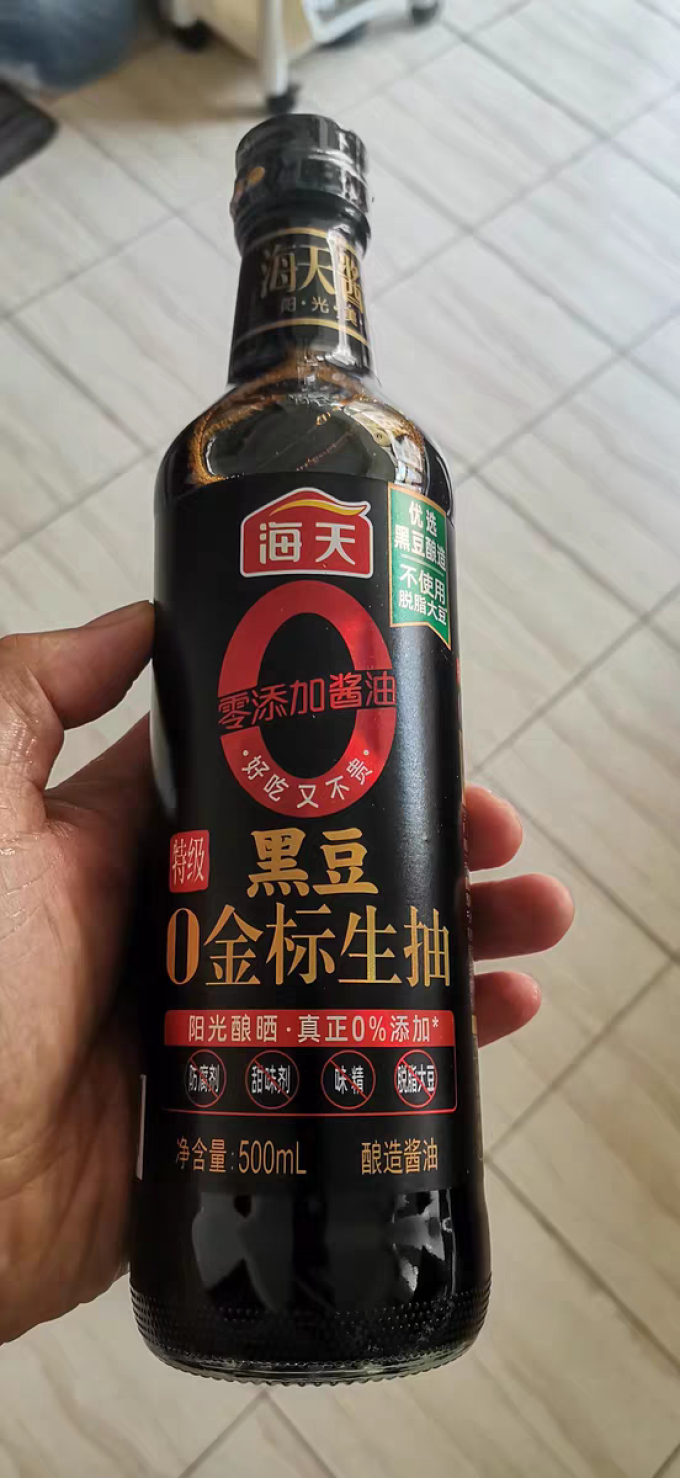 海天酱
阳·光·
海天
优选
黑豆酿造
不使用
脱脂大豆
0
零添加酱油
·好吃又不贵·
特级
黑豆
0金标生抽
阳光酿晒·真正0%添加*
防腐剂 甜味剂 味精 脱脂大豆
净含量:500mL 酿造酱油